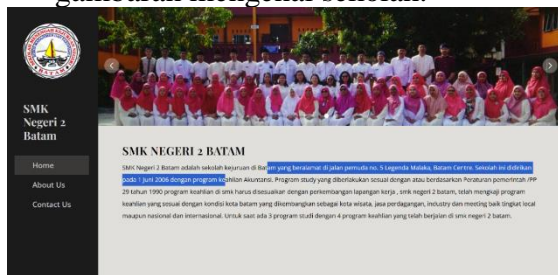 gambaran mengenai sekolah.
BATAM
SMK
Negeri 2
Batam
Home
About Us
Contact Us
SMK NEGERI 2 BATAM
SMK Negeri 2 Batam adalah sekolah kejuruan di Batam yang beralamat di jalan pemuda no. 5 Legenda Malaka, Batam Centre. Sekolah ini didirikan
pada 1 Juni 2006 dengan program keahlian Akuntansi. Program study yang diberlakukan sesuai dengan atau berdasarkan Peraturan pemerintah /PP
29 tahun 1990 program keahlian di smk harus disesuaikan dengan perkembangan lapangan kerja , smk negeri 2 batam, telah mengiaji program
keahlian yang sesuai dengan kondisi kota batam yang dikembangkan sebagai kota wisata, jasa perdagangan, industry dan meeting baik tingkat local
maupun nasional dan internasional. Untuk saat ada 3 program studi dengan 4 program keahlian yang telah berjalan di smk negeri 2 batam.